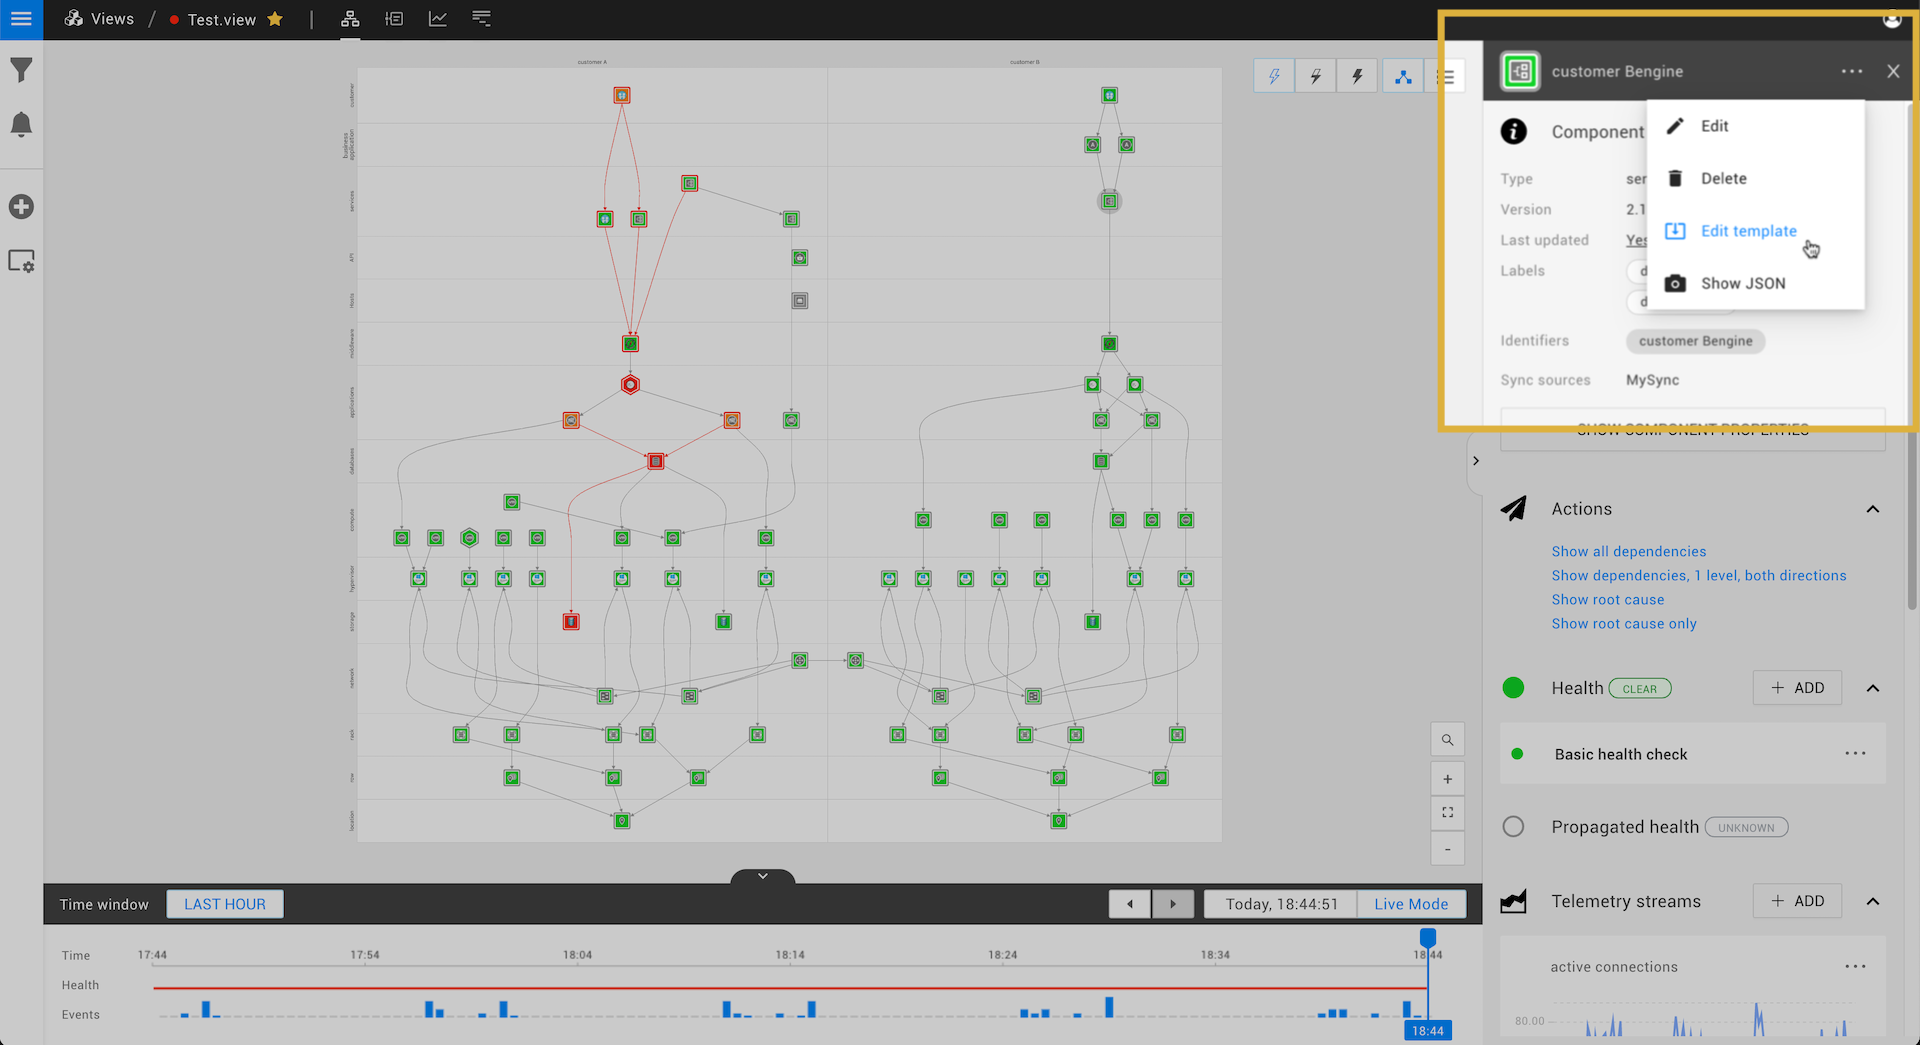 Views / Test.view
customer A
customer B
customer
business
application
services
API
Hosts
middleware
applications
databases
compute
hypervisor
storage
network
rack
row
location
customer Bengine
Component
Edit
Delete
Edit template
Show JSON
Type
ser
Version
2.1
Last updated
Yes
Labels
d
d
Identifiers
customer Bengine
Sync sources
MySync
SHOW COMPONENT PROPERTIES
Actions
Show all dependencies
Show dependencies, 1 level, both directions
Show root cause
Show root cause only
Health CLEAR
+ ADD
Basic health check
Propagated health UNKNOWN
Telemetry streams
+ ADD
active connections
80.00
Time window LAST HOUR
Today, 18:44:51 Live Mode
Time 17:44 17:54 18:04 18:14 18:24 18:34 18:44
Health
Events
18:44